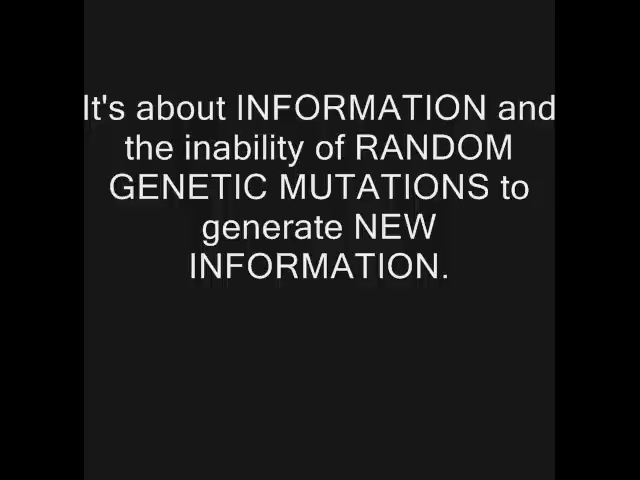 It's about INFORMATION and
the inability of RANDOM
GENETIC MUTATIONS to
generate NEW
INFORMATION.